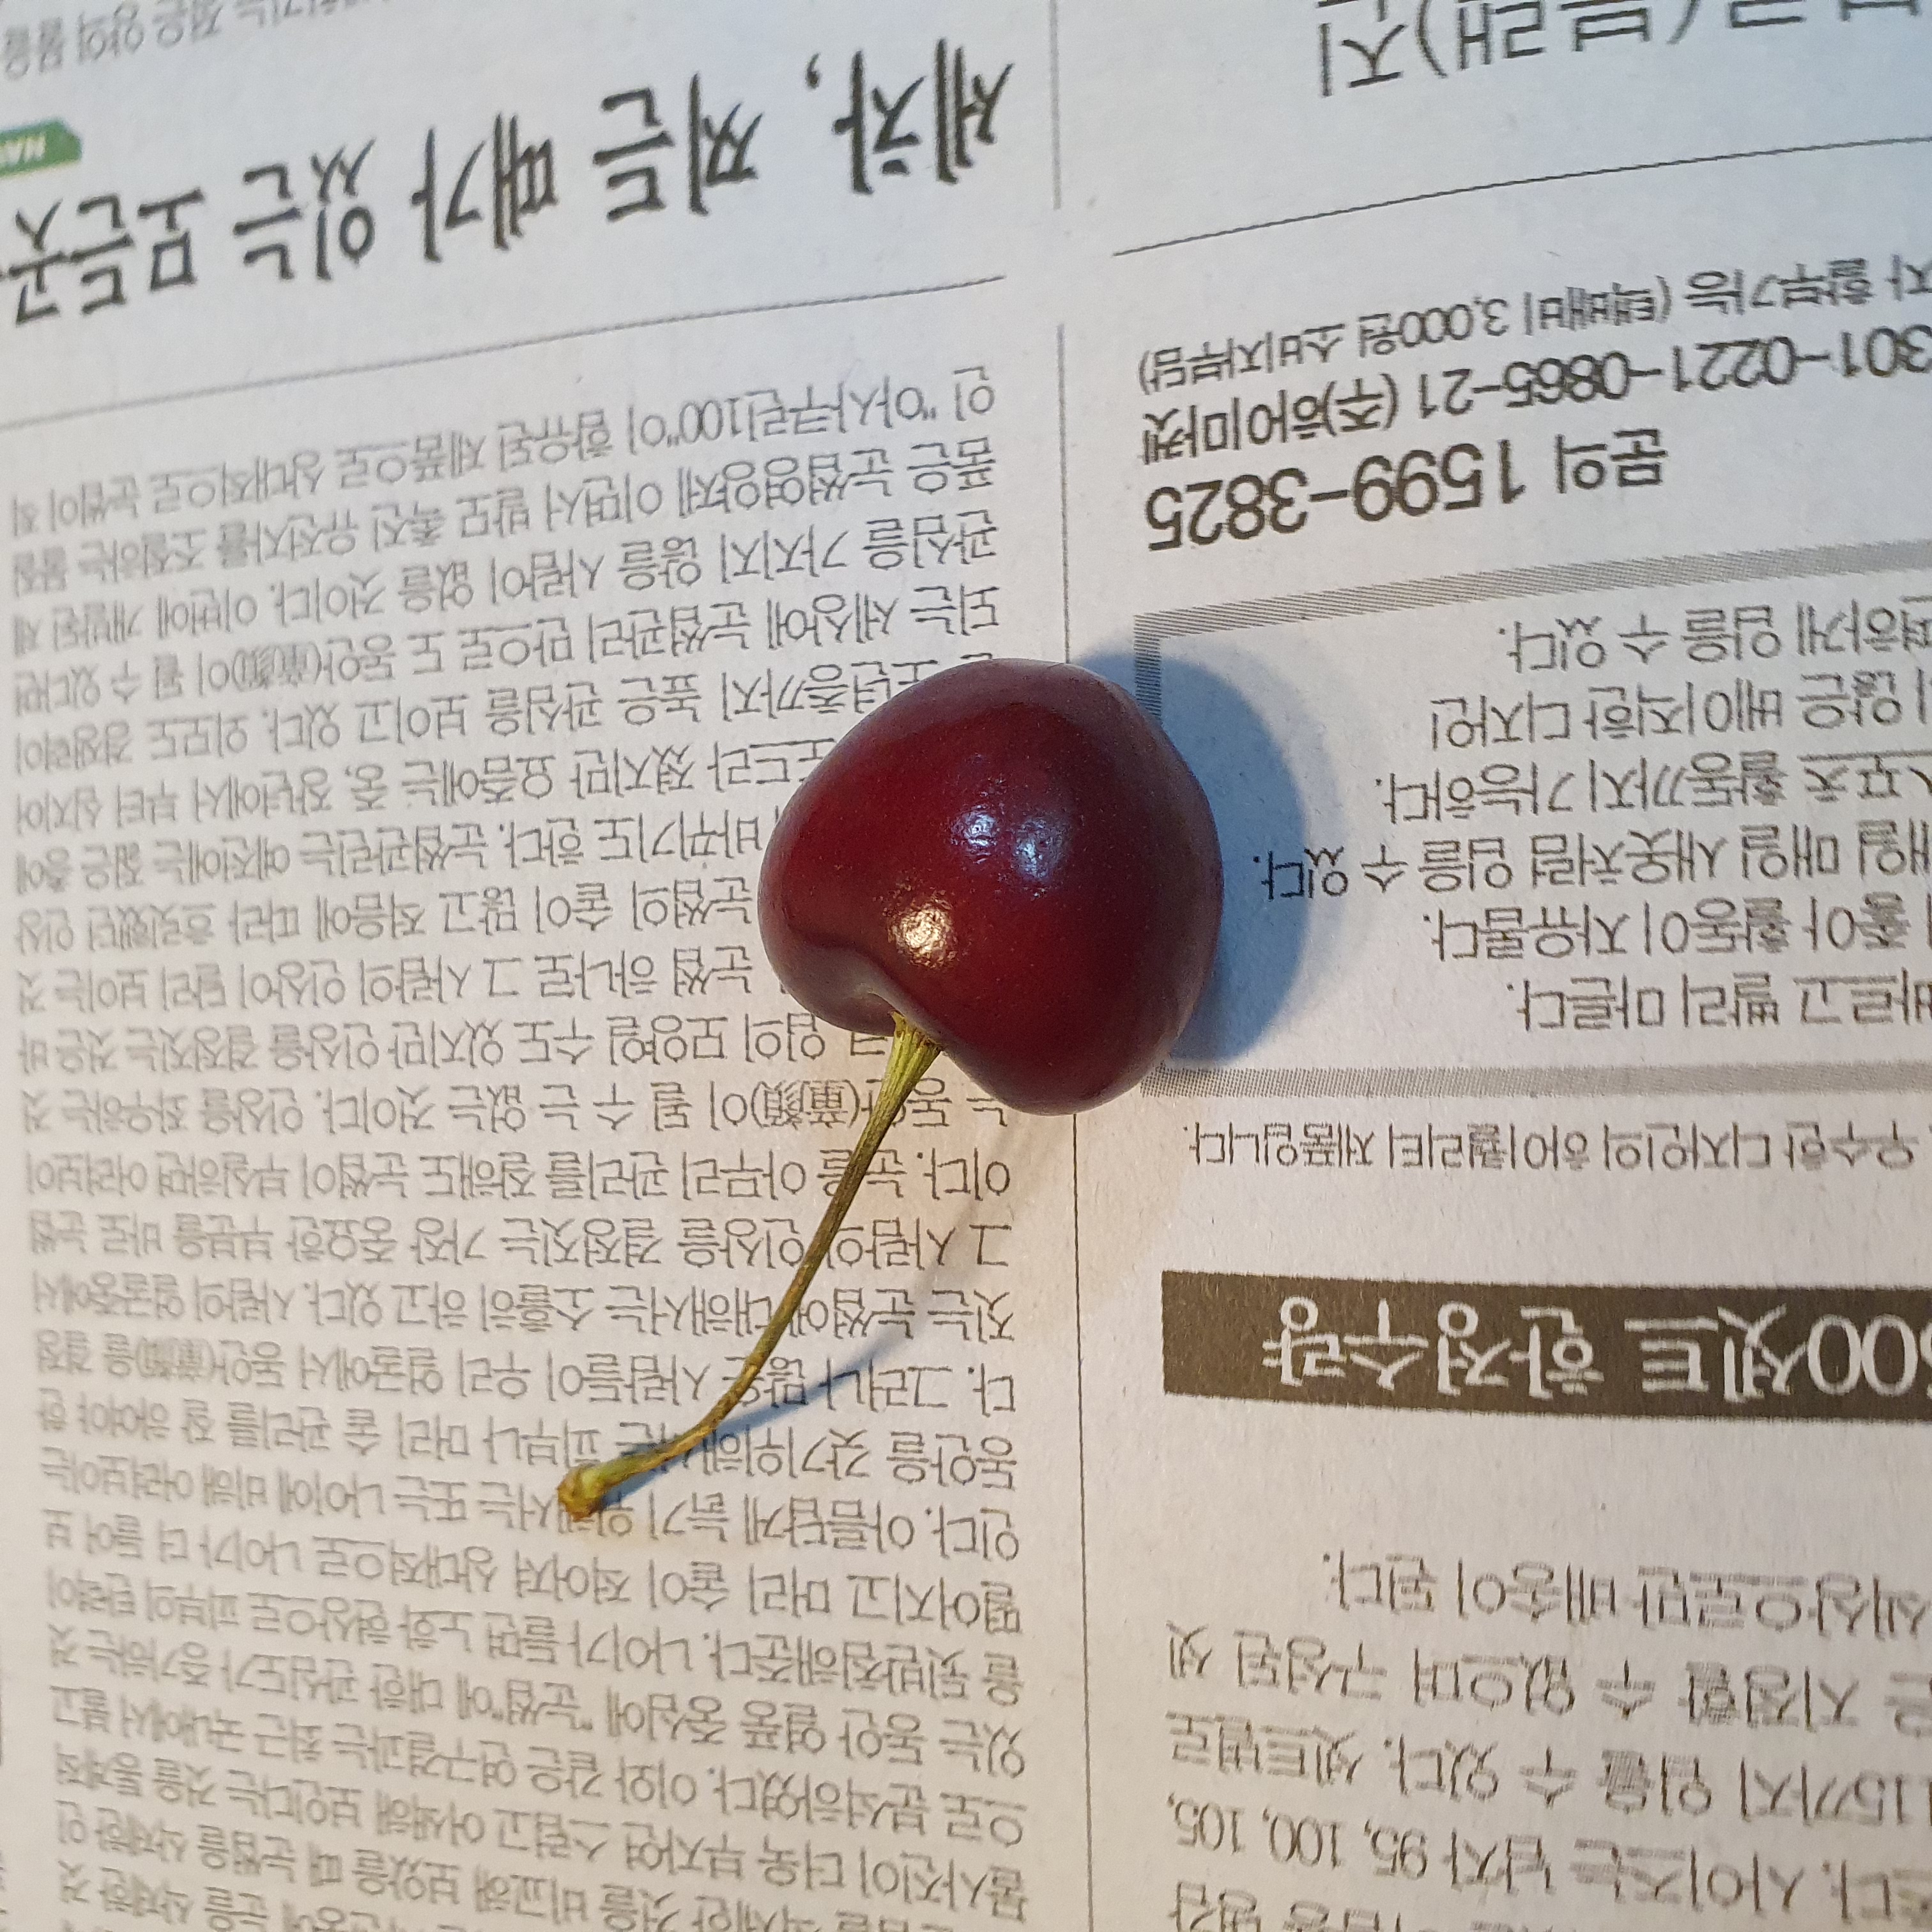 눈을 삭제한 것
물사진이 더욱 부자연 스럽고 어색해 보인다는 것을 통계적
으로 분석하였다. 이와 같은 연구결과는 최근 국내에서 불고
있는 동안 열풍 중심에 "눈썹"에 대한 관심도가 증가하는 것
을 뒷받침해준다. 나이가 들면 노화 현상으로 피부의 탄력이
떨어지고 머리 술이 적어져 상대적으로 나이가 더 들어 보
인다. 아름답게 늙기 위해서는 또는 나이에 비해 어려보이는
동안을 갖기위해 피부나 머리 술 관리를 잘 하여야 한
다. 그러나 많은 사람들이 우리 얼굴에서 동안(童顔)을 결정
짓는 눈썹에 대해서는 소홀히 하고 있다. 사람의 얼굴중에서
그 사람의 인상을 결정짓는 가장 중요한 부분을 바로 눈썹
이다. 눈을 아무리 관리를 잘해도 눈썹이 부실하면 어려보이
는 동안(童顔)이 될 수 는 없는 것이다. 인상을 좌우하는 것
입의 모양일 수도 있지만 인상을 결정짓는 것은 바
눈썹 하나로 그 사람의 인상이 달리 보이는 것
눈썹의 술이 많고 적음에 따라 흐릿했던 인상
바뀌기도 한다. 눈썹관린는 예전에는 젊은 층에
도드라 졌지만 요즘에는 중, 장년에서 부터 심지어
노년층까지 높은 관심을 보이고 있다. 외모도 경쟁력이
되는 세상에 눈썹관리 만으로 도 동안(童顔)이 될 수 있다면
관심을 가지지 않을 사람이 없을 것이다. 이번에 개발된 제
품은 눈썹영양제 이면서 발모 촉진 유전자를 조절하는 물질
인 "아사쿠린100"이 함유된 제품으로 상대적으로 눈썹이 적
세차, 찌든 때가 있는 모든곳
사이즈는 남자 95, 100, 105,
115까지 입을 수 있다. 셋트별로
은 지정할 수 없으며 구성된 셋
색상으로만 배송이 된다.
500셋트 한정수량
우수한 디자인의 하이퀄리티 제품입니다.
바르고 빨리 마른다.
좋아 활동이 자유롭다.
매일 매일 새옷처럼 입을 수 있다.
스포츠 활동까지 가능하다.
않은 베이직한 디자인
편하게 입을 수 있다.
문의 1599-3825
301-0221-0865-21 (주)하이마켓
자 할부가능 (택배비 3,000원 소비자부담)